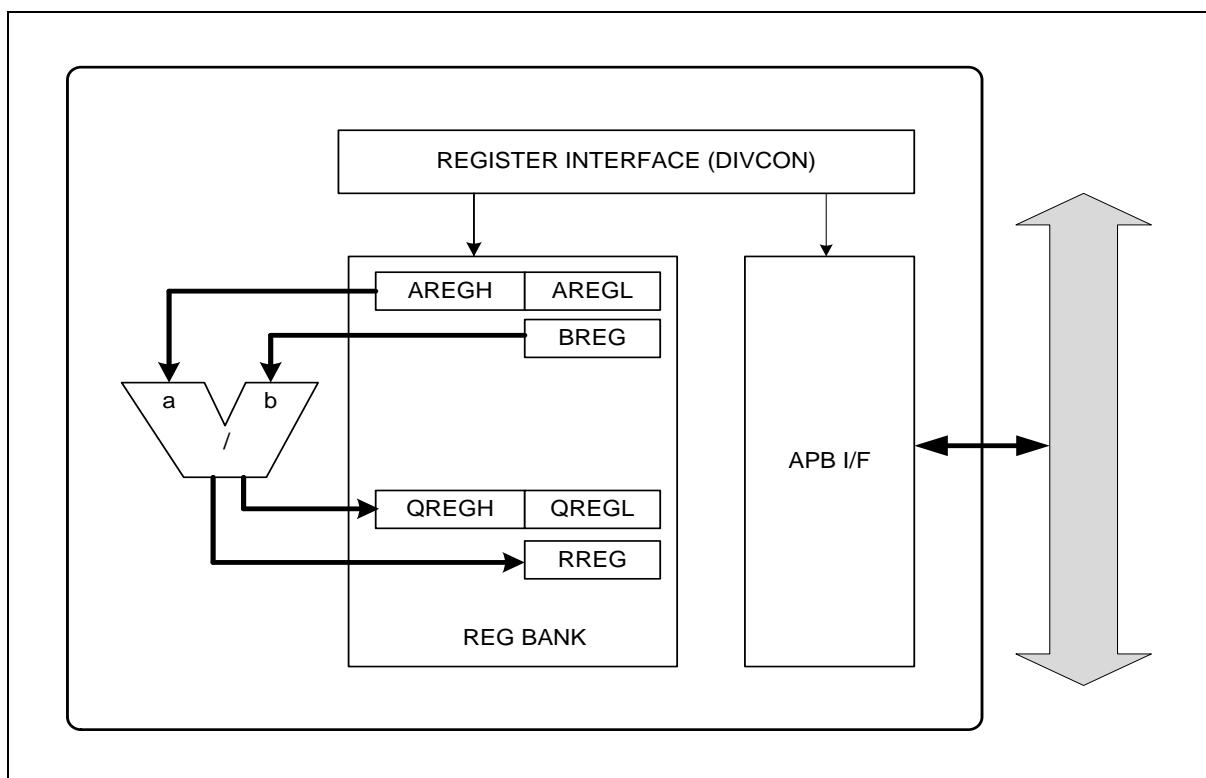 REGISTER INTERFACE (DIVCON)
AREGH AREGL
BREG
a b
/
APB I/F
QREGH QREGL
RREG
REG BANK